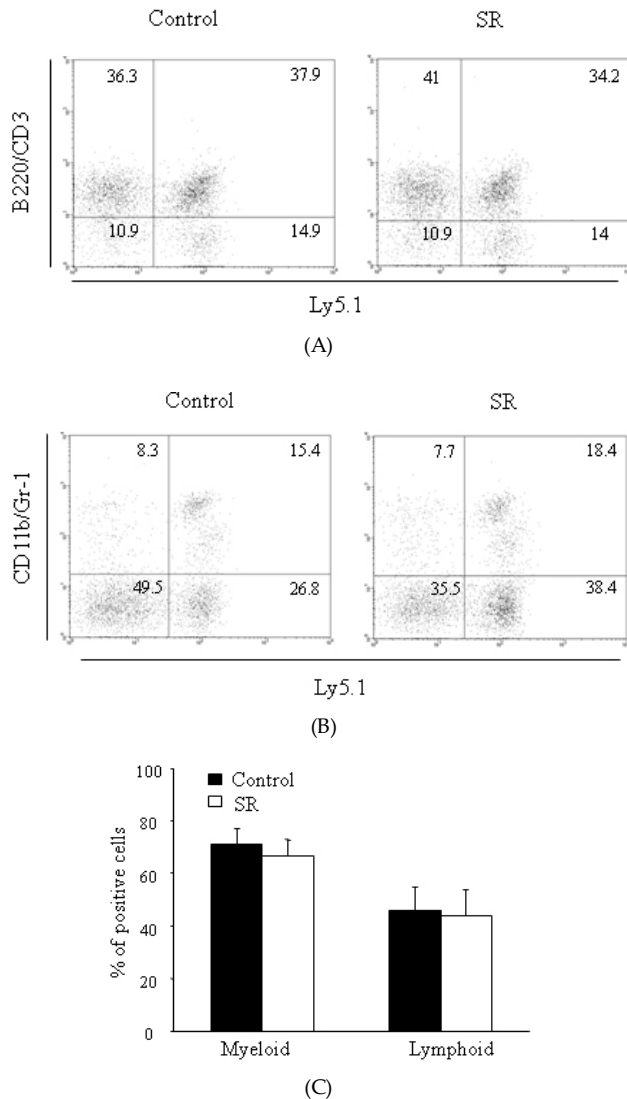 Control SR
36.3 37.9 41 34.2
B220/CD3
10.9 14.9 10.9 14
Ly5.1
(A)
Control SR
8.3 15.4 7.7 18.4
CD11b/Gr-1
49.5 26.8 35.5 38.4
Ly5.1
(B)
100
Control
80
SR
60
% of positive cells
40
20
0
Myeloid Lymphoid
(C)